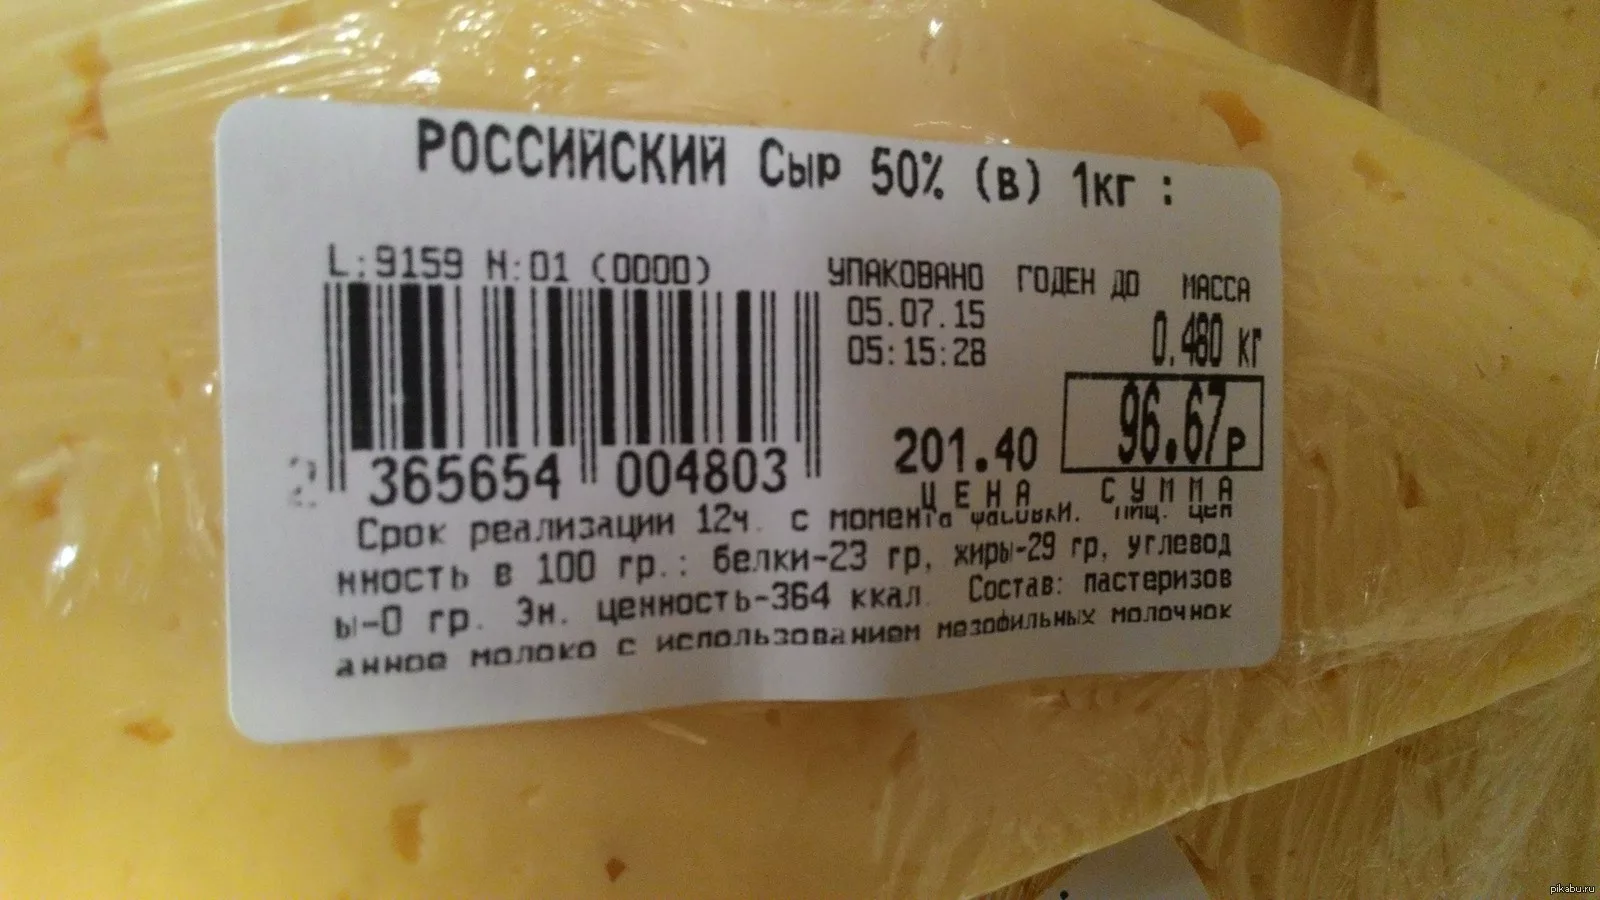 РОССИЙСКИЙ Сыр 50% (в) 1кг :
L:9159 Н:01 (0000)
УПАКОВАНО ГОДЕН ДО МАССА
05.07.15
05:15:28
0.480 кг
201.40
96.67Р
ЦЕНА СУММА
2 365654 004803
Срок реализации 12ч. с момента фасовки. Пищ. цен
нность в 100 гр.: белки-23 гр, жиры-29 гр, углевод
ы-0 гр. Эн. ценность-364 ккал. Состав: пастеризов
анное молоко с использованием мезофильных молочнок
pikabu.ru